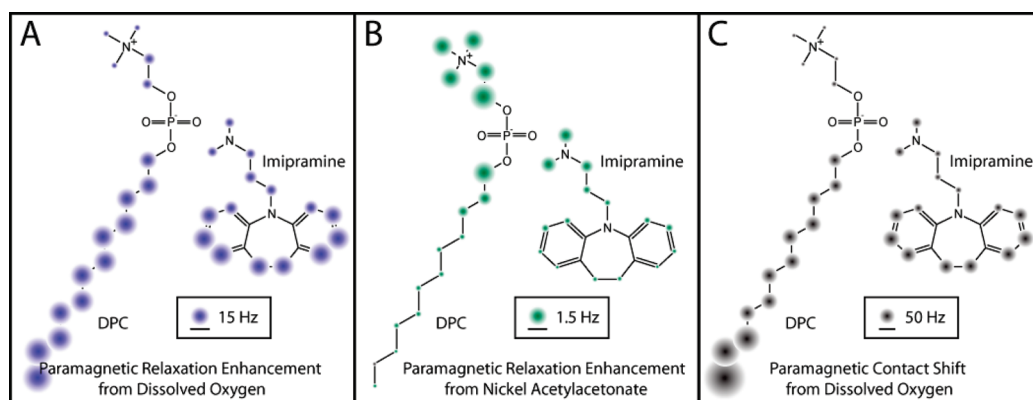 A
N+
O
O=P-O
-
O
N
Imipramine
N
DPC
15 Hz
Paramagnetic Relaxation Enhancement
from Dissolved Oxygen
B
N+
O
O=P-O
-
O
N
Imipramine
N
DPC
1.5 Hz
Paramagnetic Relaxation Enhancement
from Nickel Acetylacetonate
C
N+
O
O=P-O
-
O
N
Imipramine
N
DPC
50 Hz
Paramagnetic Contact Shift
from Dissolved Oxygen